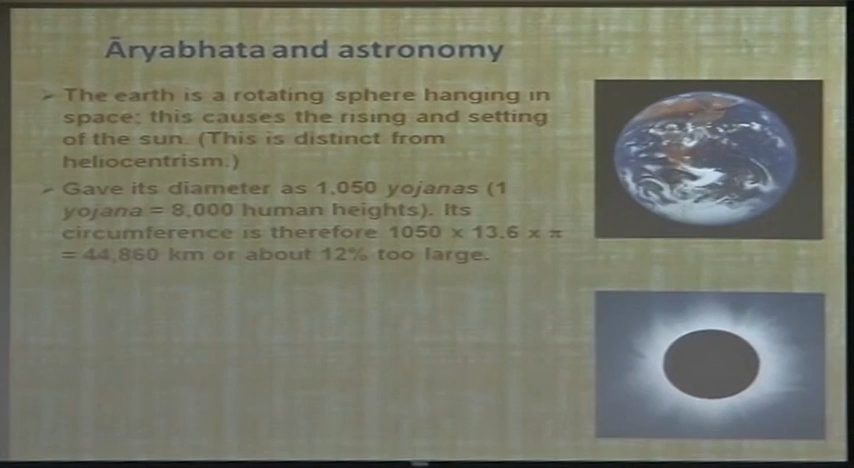 Āryabhata and astronomy
➢ The earth is a rotating sphere hanging in
space; this causes the rising and setting
of the sun. (This is distinct from
heliocentrism.)
➢ Gave its diameter as 1,050 yojanas (1
yojana = 8,000 human heights). Its
circumference is therefore 1050 x 13.6 x π
= 44,860 km or about 12% too large.